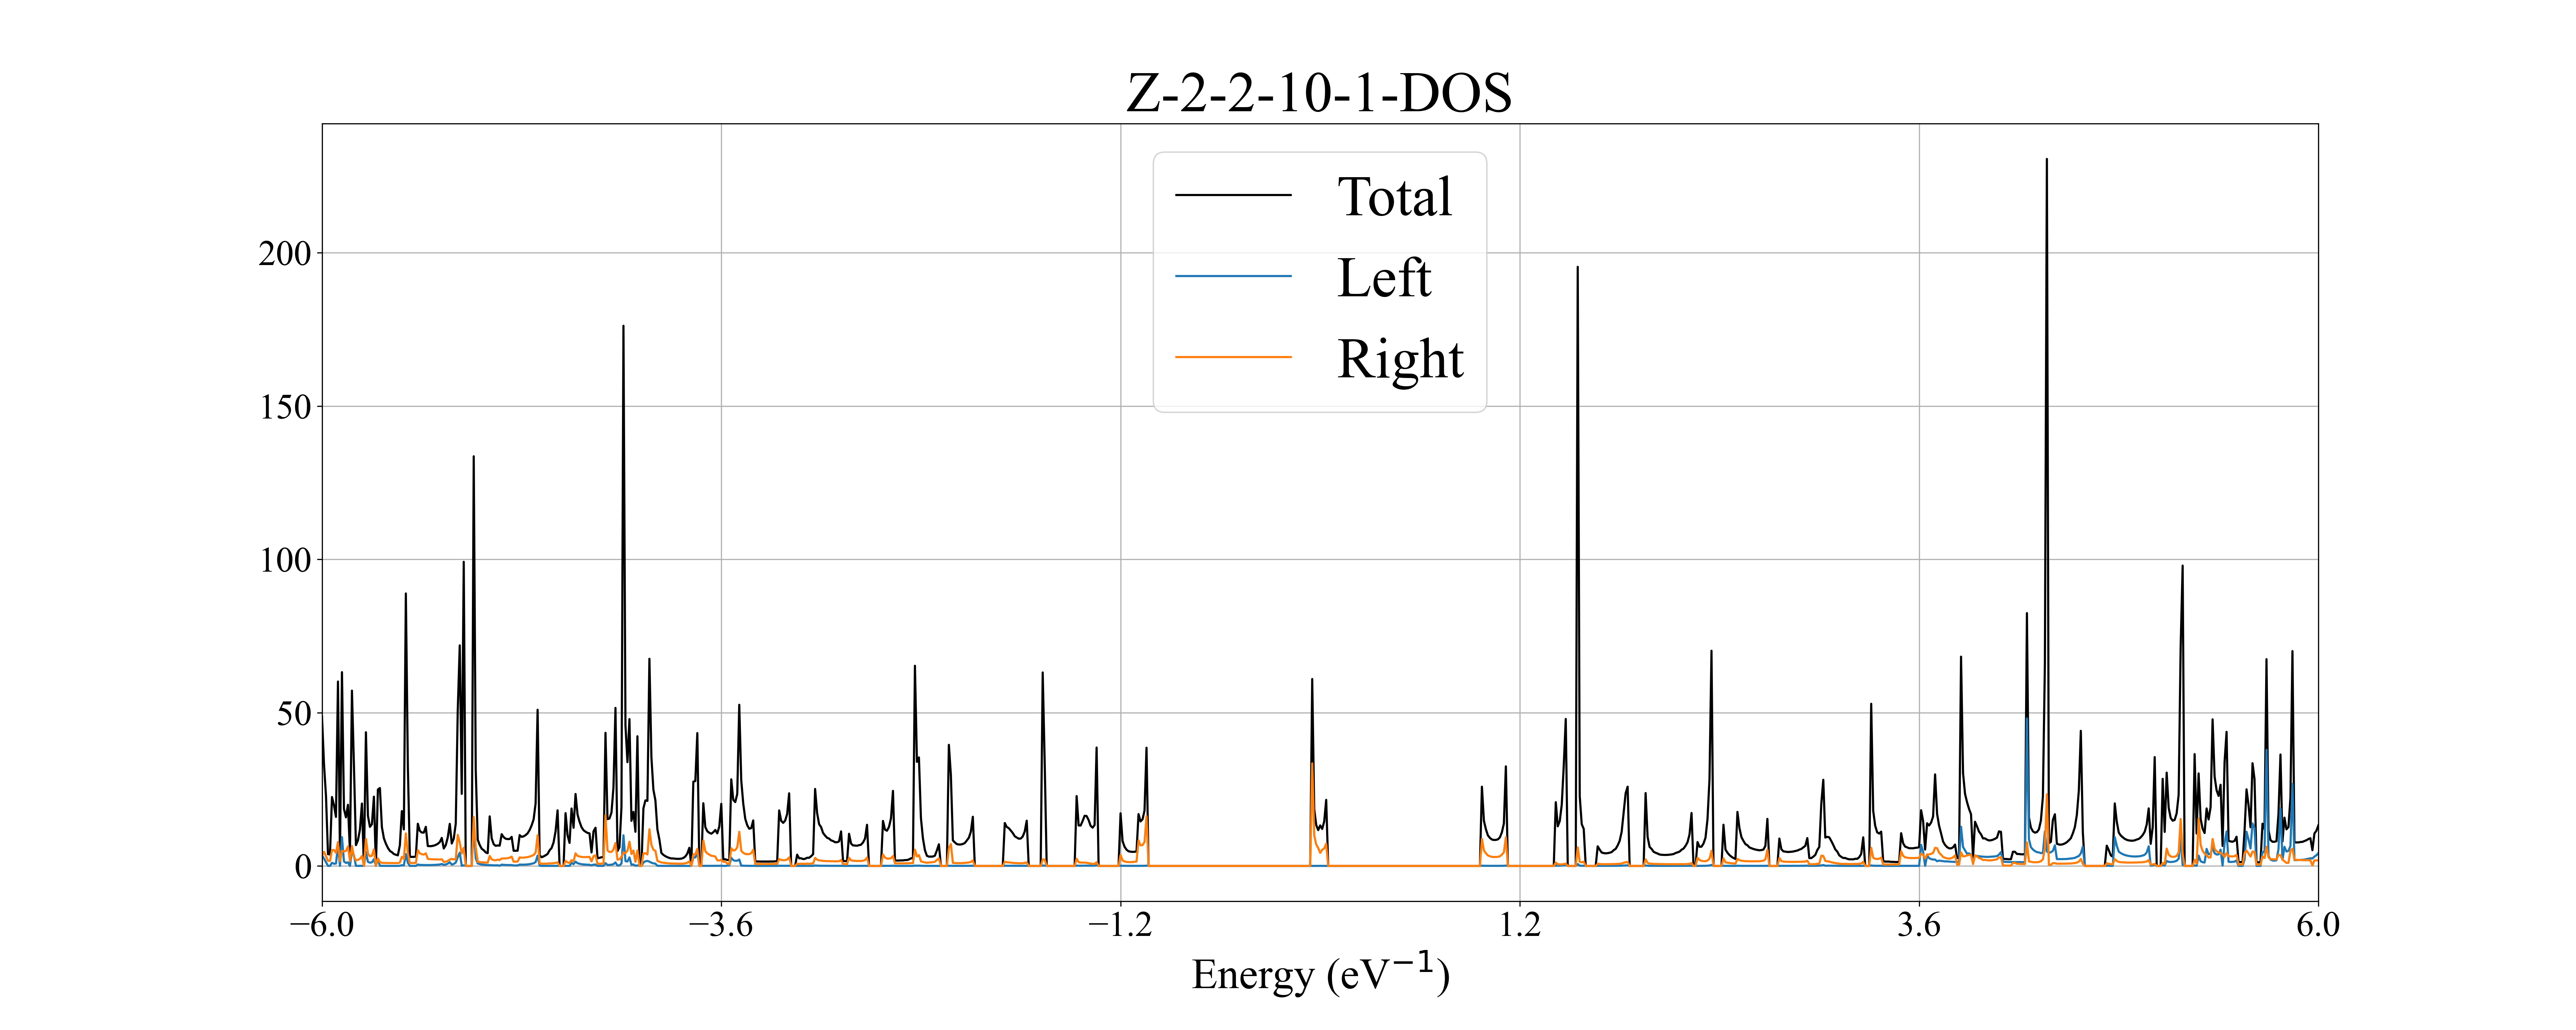 Z-2-2-10-1-DOS
Total
Left
Right
200
150
100
50
0
−6.0 −3.6 −1.2 1.2 3.6 6.0
Energy (eV⁻¹)